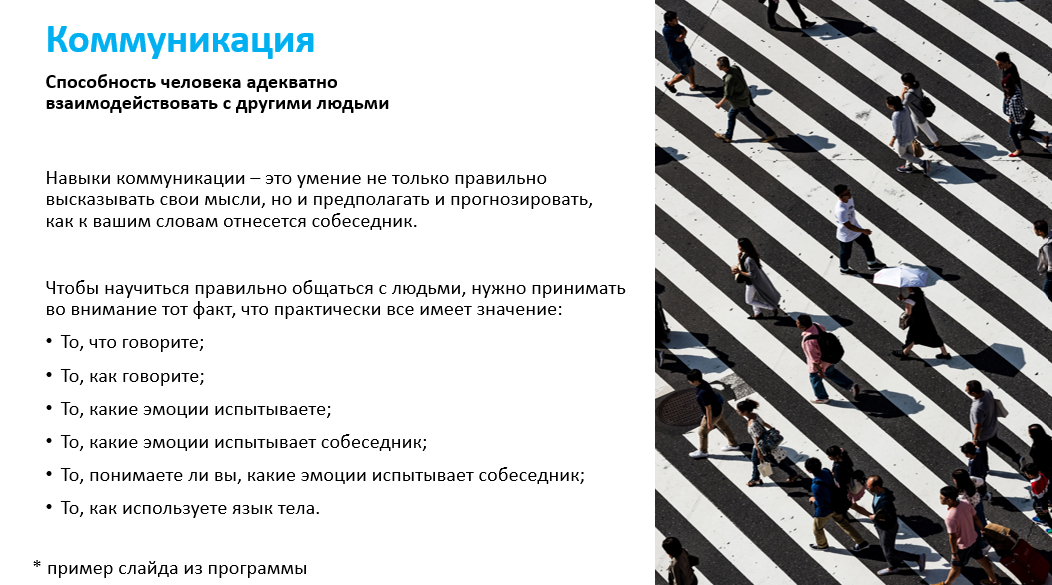 Коммуникация
Способность человека адекватно
взаимодействовать с другими людьми
Навыки коммуникации – это умение не только правильно
высказывать свои мысли, но и предполагать и прогнозировать,
как к вашим словам отнесется собеседник.
Чтобы научиться правильно общаться с людьми, нужно принимать
во внимание тот факт, что практически все имеет значение:
• То, что говорите;
• То, как говорите;
• То, какие эмоции испытываете;
• То, какие эмоции испытывает собеседник;
• То, понимаете ли вы, какие эмоции испытывает собеседник;
• То, как используете язык тела.
* пример слайда из программы